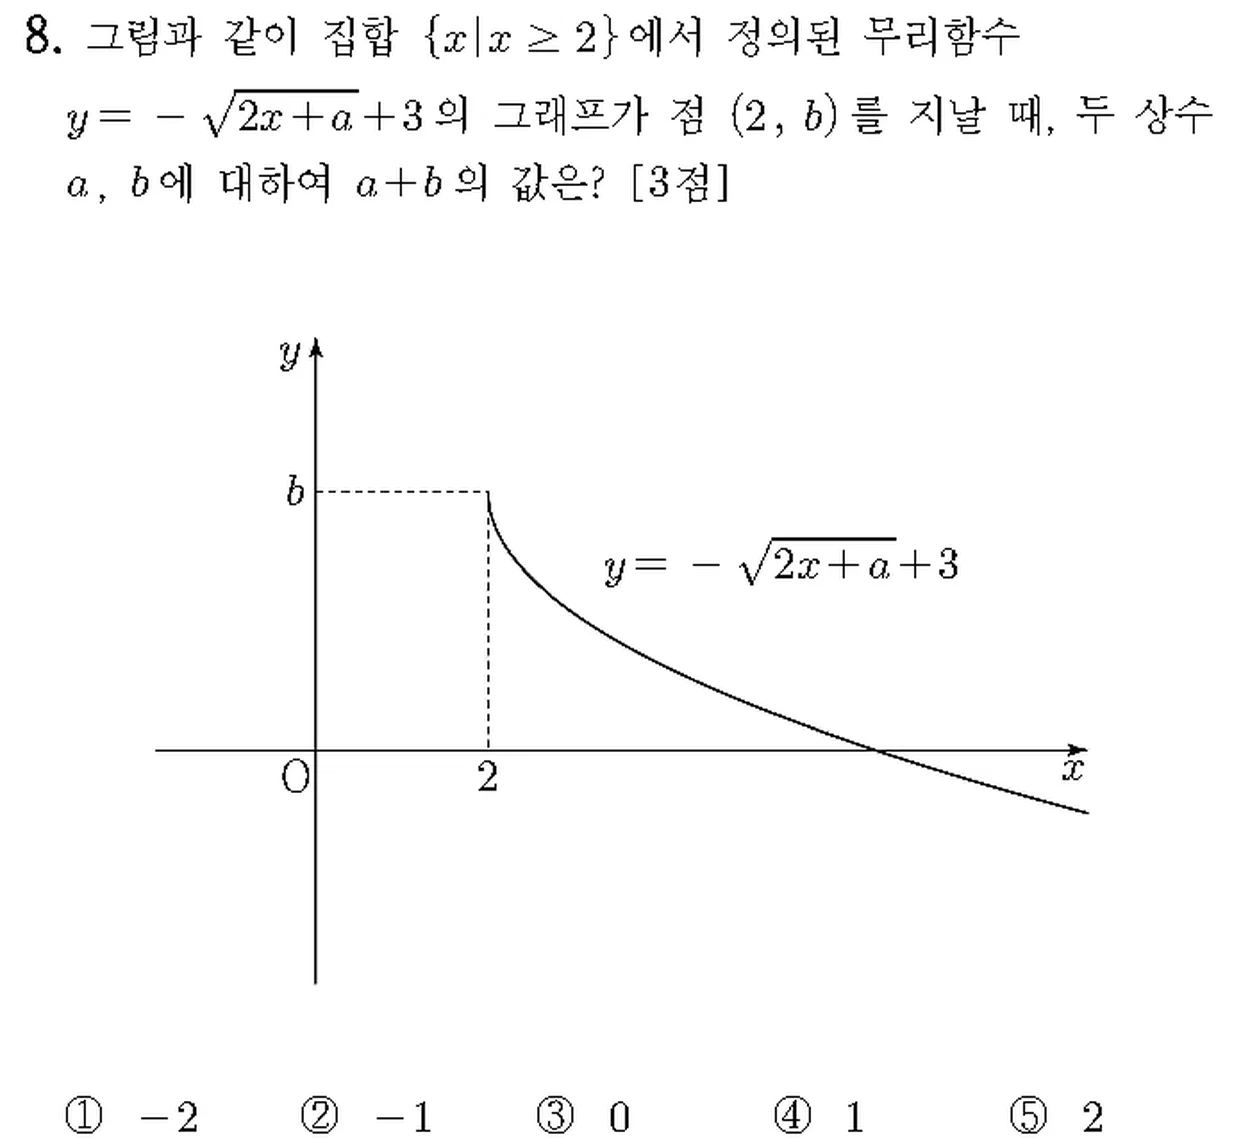 8. 그림과 같이 집합 {x|x ≥ 2}에서 정의된 무리함수
y = − √(2x+a) + 3 의 그래프가 점 (2, b)를 지날 때, 두 상수
a, b에 대하여 a+b의 값은? [3점]
y
b
y = − √(2x+a) + 3
O
2
x
① −2 ② −1 ③ 0 ④ 1 ⑤ 2